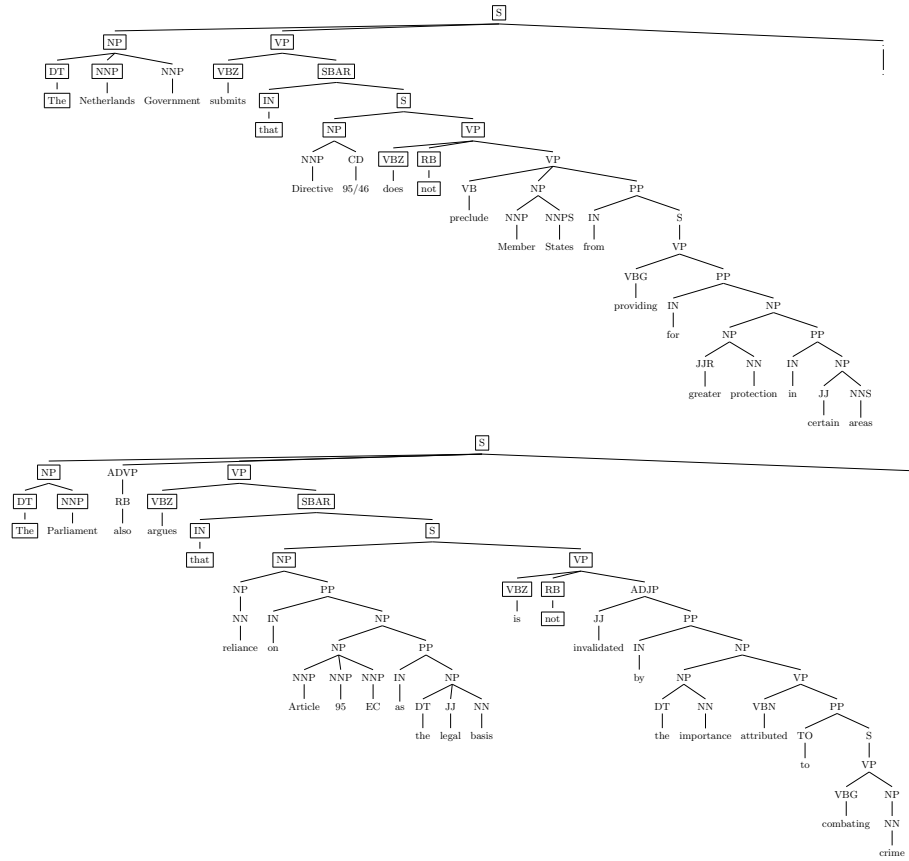 S
NP VP
DT NNP NNP VBZ SBAR
The Netherlands Government submits IN S
that NP VP
NNP CD VBZ RB VP
Directive 95/46 does not VB NP PP
preclude NNP NNPS IN S
Member States from VP
VBG PP
providing IN NP
for NP PP
JJR NN IN NP
greater protection in JJ NNS
certain areas
S
NP ADVP VP
DT NNP RB VBZ SBAR
The Parliament also argues IN S
that NP VP
NP PP VBZ RB ADJP
NN IN NP is not JJ PP
reliance on NP PP invalidated IN NP
NNP NNP NNP IN NP by NP VP
Article 95 EC as DT JJ NN DT NN VBN PP
the legal basis the importance attributed TO S
to VP
VBG NP
combating NN
crime